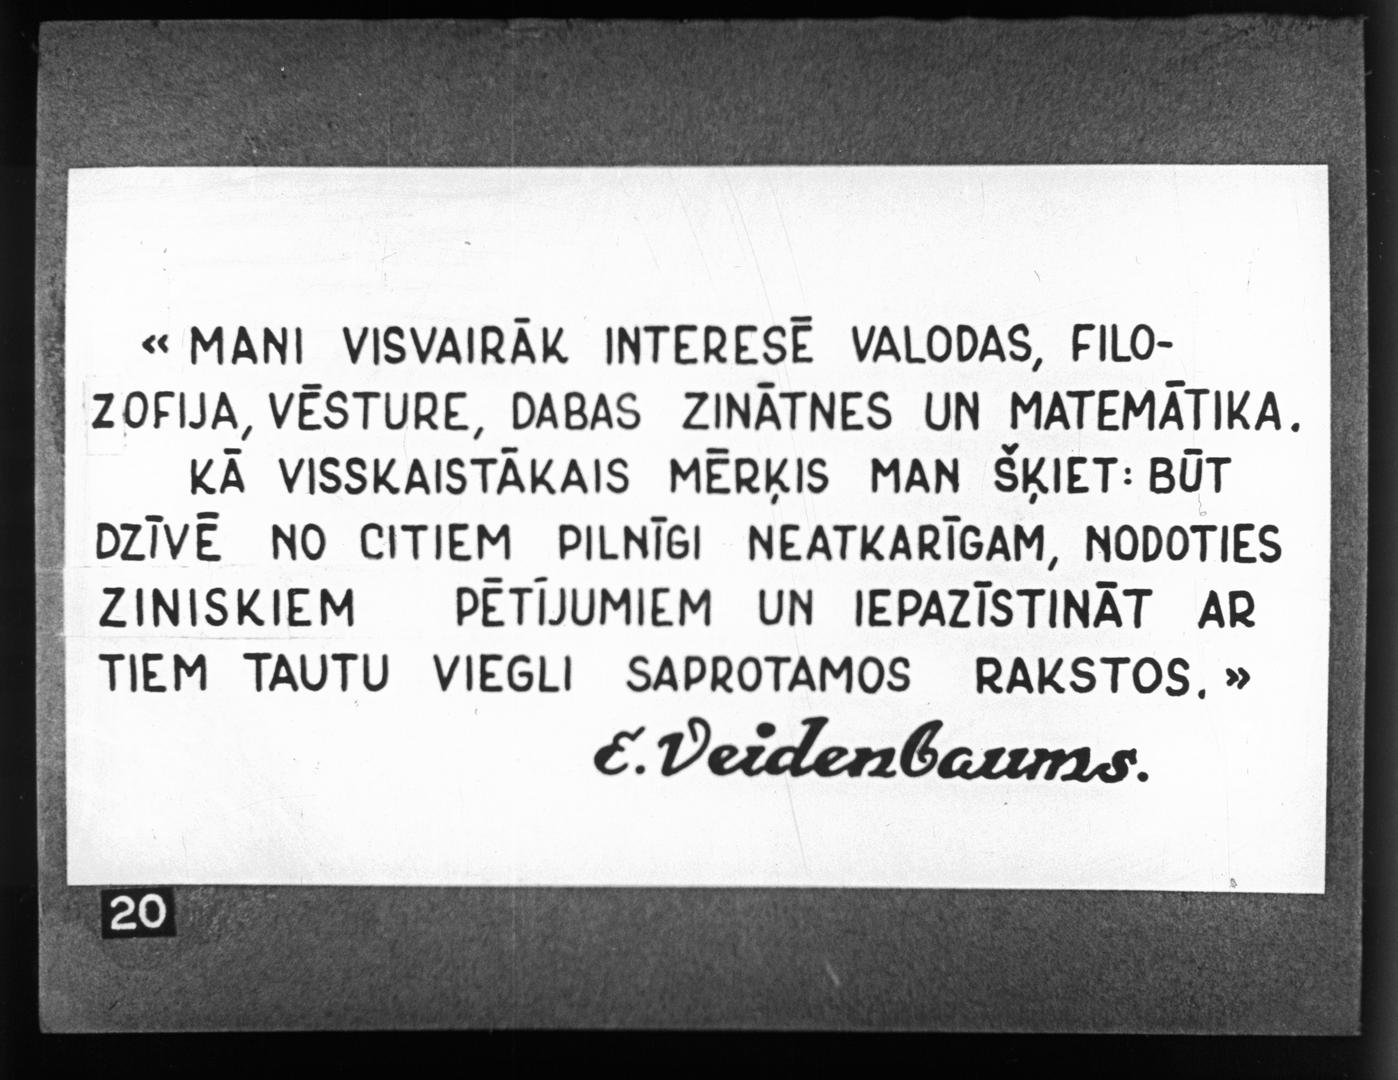 « MANI VISVAIRĀK INTERESĒ VALODAS, FILO-
ZOFIJA, VĒSTURE, DABAS ZINĀTNES UN MATEMĀTIKA.
KĀ VISSKAISTĀKAIS MĒRĶIS MAN ŠĶIET: BŪT
DZĪVĒ NO CITIEM PILNĪGI NEATKARĪGAM, NODOTIES
ZINISKIEM PĒTĪJUMIEM UN IEPAZĪSTINĀT AR
TIEM TAUTU VIEGLI SAPROTAMOS RAKSTOS. »
E. Veidenbaums.
20